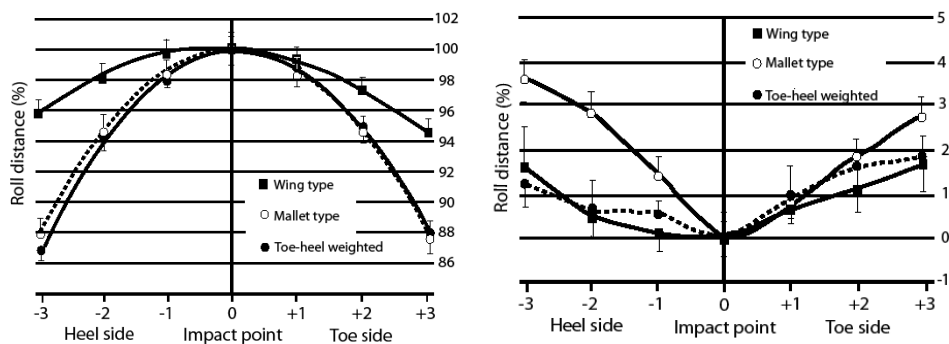 Roll distance (%)
102
100
98
96
94
92
90
88
86
Wing type
Mallet type
Toe-heel weighted
-3
-2
-1
0
+1
+2
+3
Heel side
Impact point
Toe side
Roll distance (%)
5
4
3
2
1
0
-1
Wing type
Mallet type
Toe-heel weighted
-3
-2
-1
0
+1
+2
+3
Heel side
Impact point
Toe side